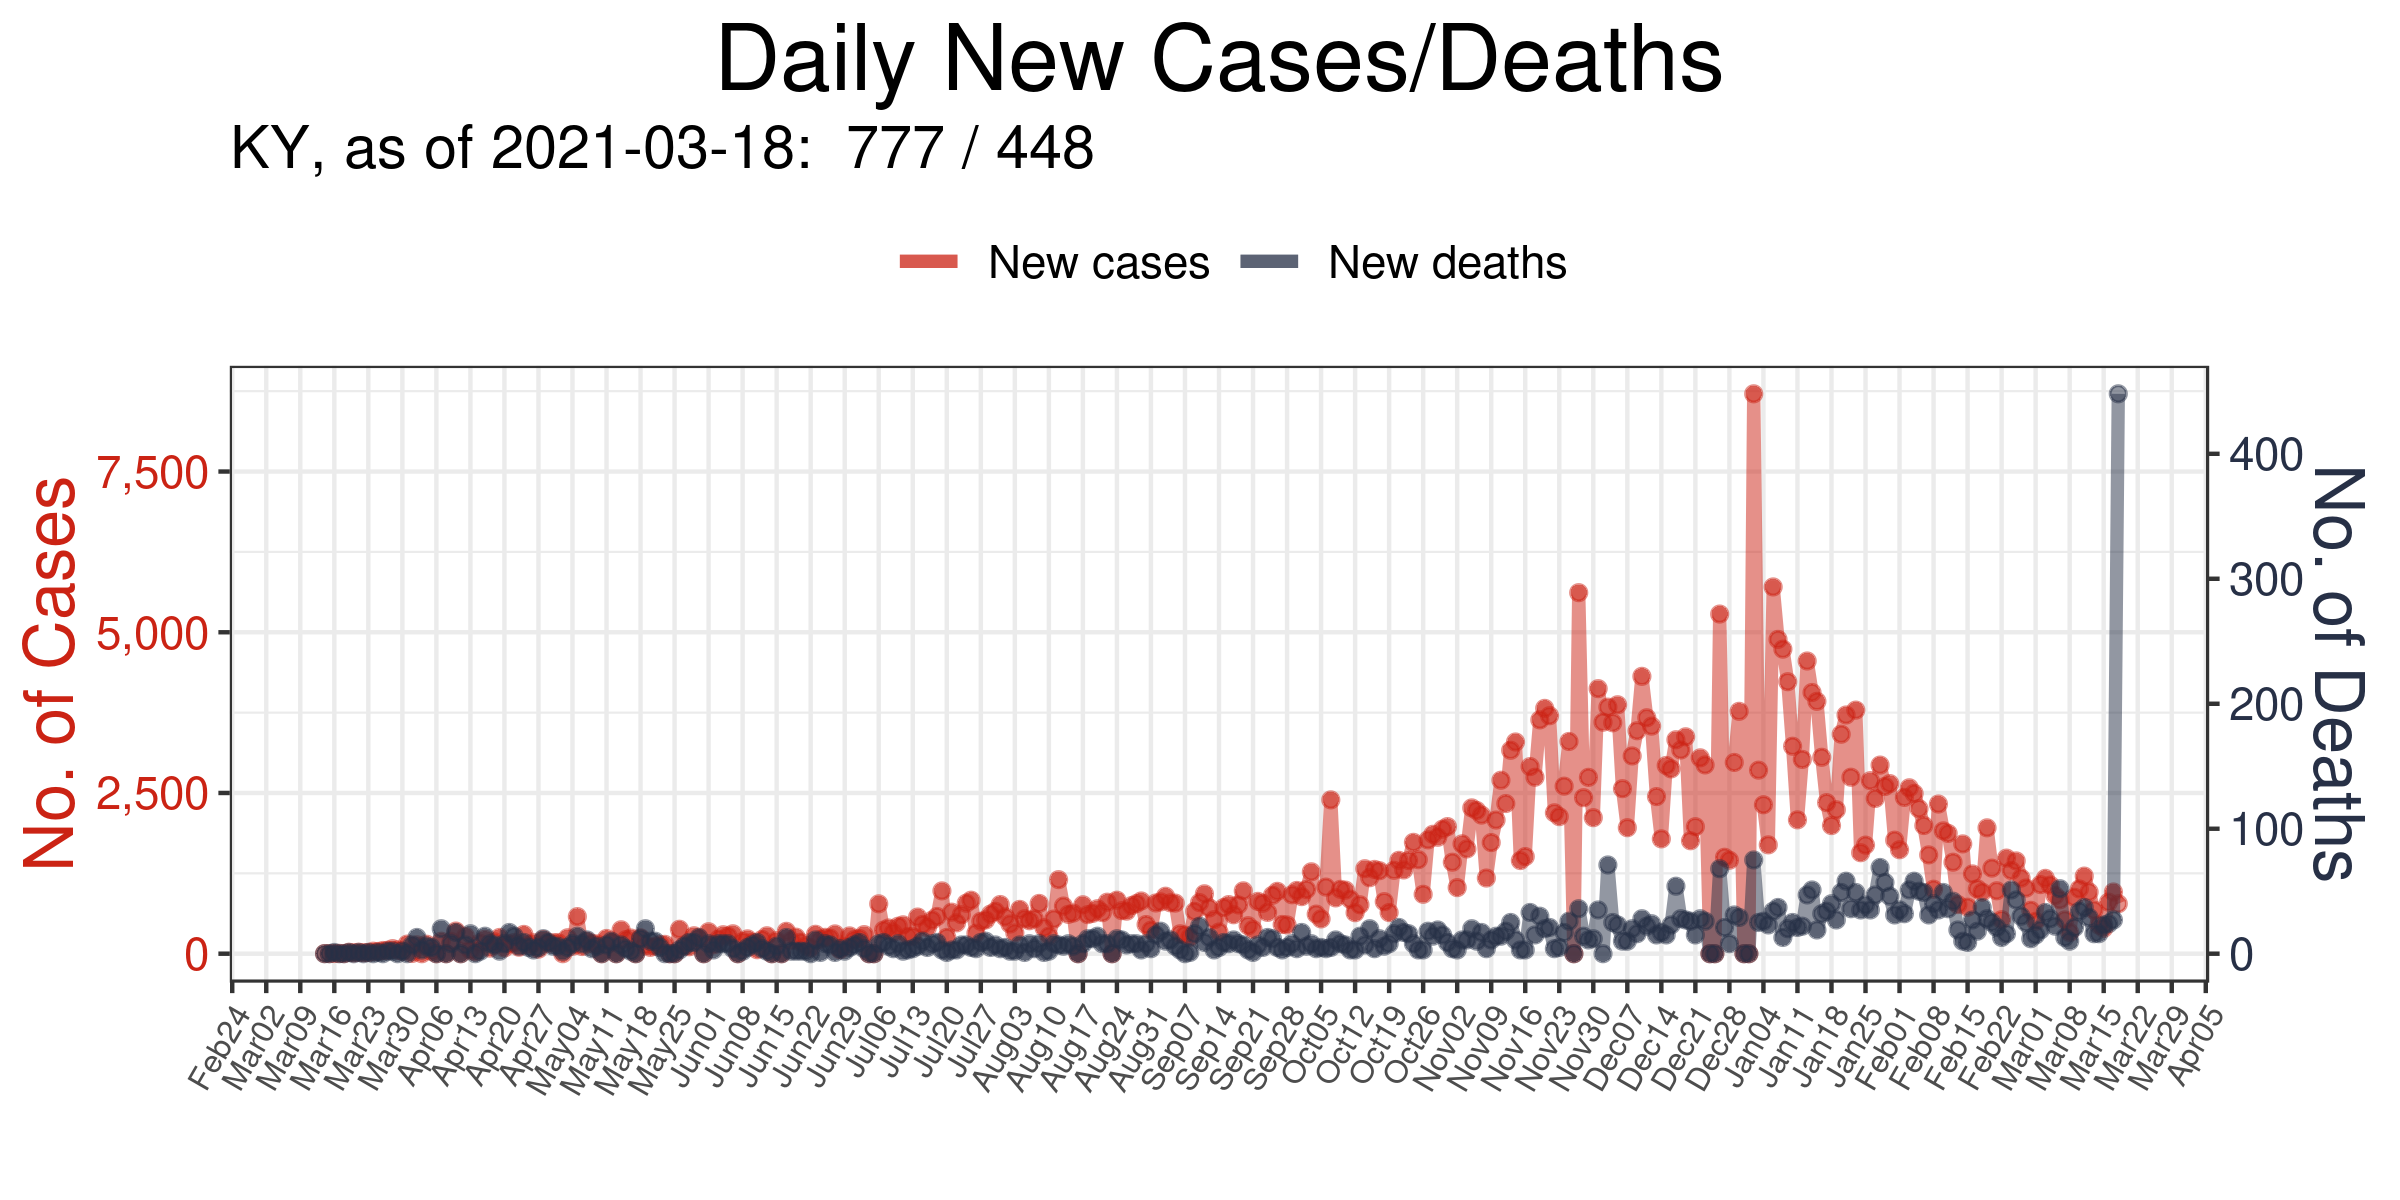 Daily New Cases/Deaths
KY, as of 2021-03-18: 777 / 448
New cases
New deaths
No. of Cases
7,500
5,000
2,500
0
400
300
200
100
0
No. of Deaths
Feb24
Mar02
Mar09
Mar16
Mar23
Mar30
Apr06
Apr13
Apr20
Apr27
May04
May11
May18
May25
Jun01
Jun08
Jun15
Jun22
Jun29
Jul06
Jul13
Jul20
Jul27
Aug03
Aug10
Aug17
Aug24
Aug31
Sep07
Sep14
Sep21
Sep28
Oct05
Oct12
Oct19
Oct26
Nov02
Nov09
Nov16
Nov23
Nov30
Dec07
Dec14
Dec21
Dec28
Jan04
Jan11
Jan18
Jan25
Feb01
Feb08
Feb15
Feb22
Mar01
Mar08
Mar15
Mar22
Mar29
Apr05